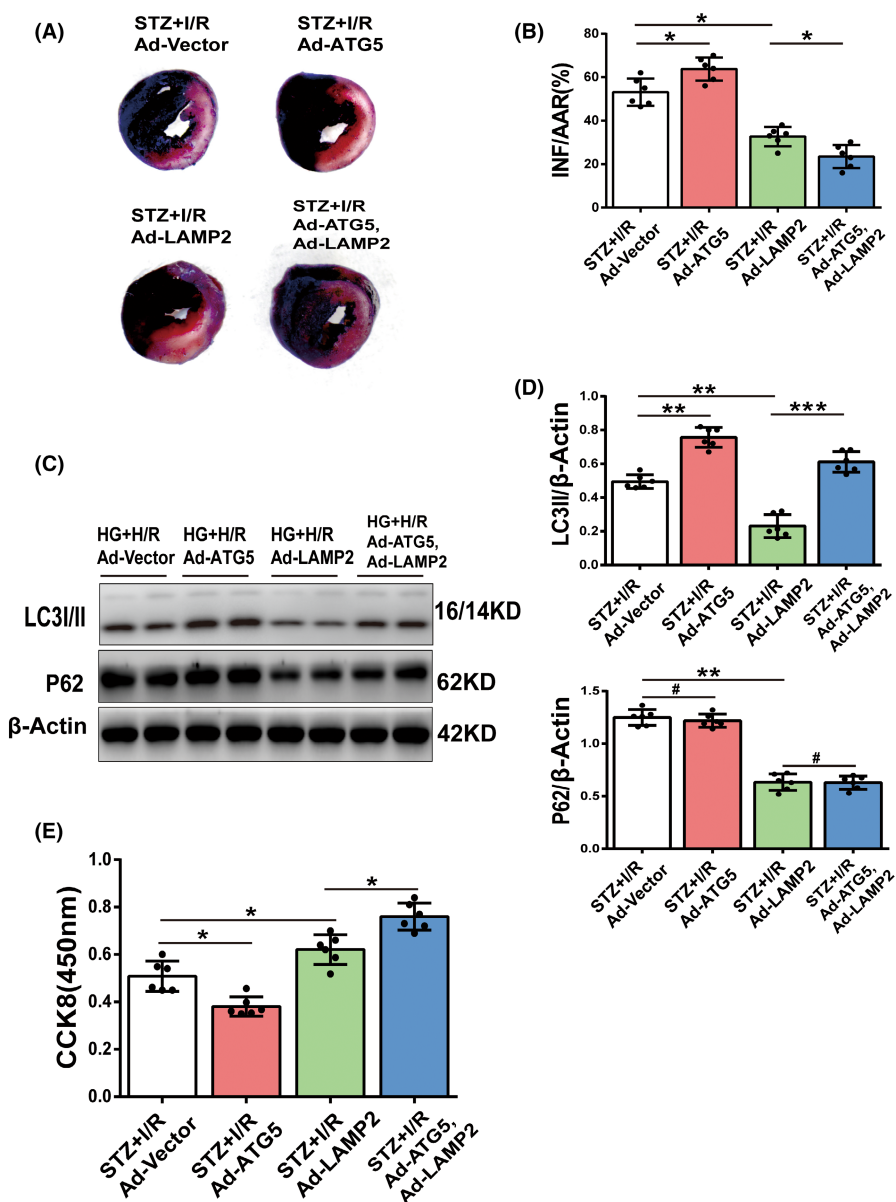 (A)
STZ+I/R
Ad-Vector
STZ+I/R
Ad-ATG5
STZ+I/R
Ad-LAMP2
STZ+I/R
Ad-ATG5,
Ad-LAMP2
(B)
INF/AAR(%)
80
60
40
20
0
*
*
*
STZ+I/R
Ad-Vector
STZ+I/R
Ad-ATG5
STZ+I/R
Ad-LAMP2
STZ+I/R
Ad-ATG5,
Ad-LAMP2
(C)
HG+H/R
Ad-Vector
HG+H/R
Ad-ATG5
HG+H/R
Ad-LAMP2
HG+H/R
Ad-ATG5,
Ad-LAMP2
LC3I/II
16/14KD
P62
62KD
β-Actin
42KD
(D)
LC3II/β-Actin
1.0
0.8
0.6
0.4
0.2
0.0
**
**
***
STZ+I/R
Ad-Vector
STZ+I/R
Ad-ATG5
STZ+I/R
Ad-LAMP2
STZ+I/R
Ad-ATG5,
Ad-LAMP2
P62/β-Actin
1.5
1.0
0.5
0.0
**
#
#
STZ+I/R
Ad-Vector
STZ+I/R
Ad-ATG5
STZ+I/R
Ad-LAMP2
STZ+I/R
Ad-ATG5,
Ad-LAMP2
(E)
CCK8(450nm)
1.0
0.8
0.6
0.4
0.2
0.0
*
*
*
STZ+I/R
Ad-Vector
STZ+I/R
Ad-ATG5
STZ+I/R
Ad-LAMP2
STZ+I/R
Ad-ATG5,
Ad-LAMP2